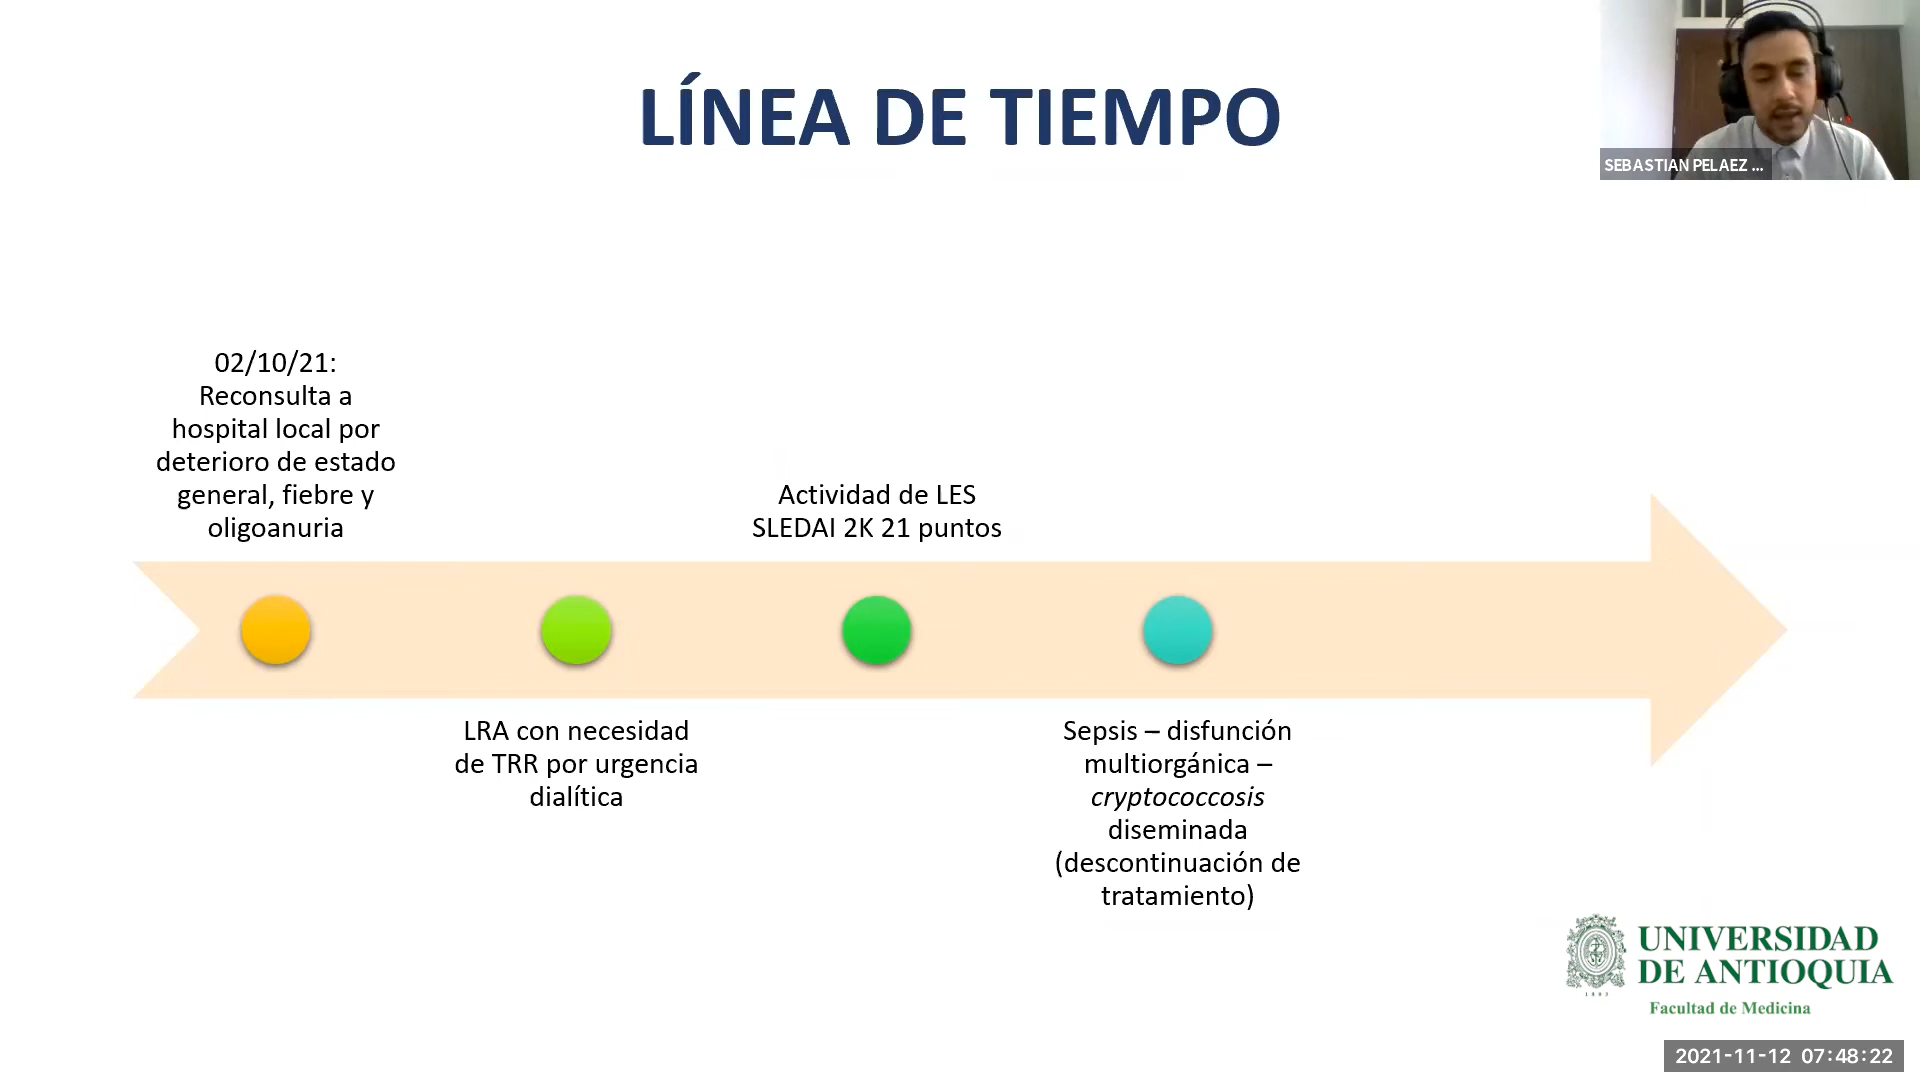 LÍNEA DE TIEMPO
SEBASTIAN PELAEZ ...
02/10/21:
Reconsulta a
hospital local por
deterioro de estado
general, fiebre y
oligoanuria
LRA con necesidad
de TRR por urgencia
dialítica
Actividad de LES
SLEDAI 2K 21 puntos
Sepsis – disfunción
multiorgánica –
cryptococcosis
diseminada
(descontinuación de
tratamiento)
UNIVERSIDAD
DE ANTIOQUIA
1803
Facultad de Medicina
2021-11-12 07:48:22